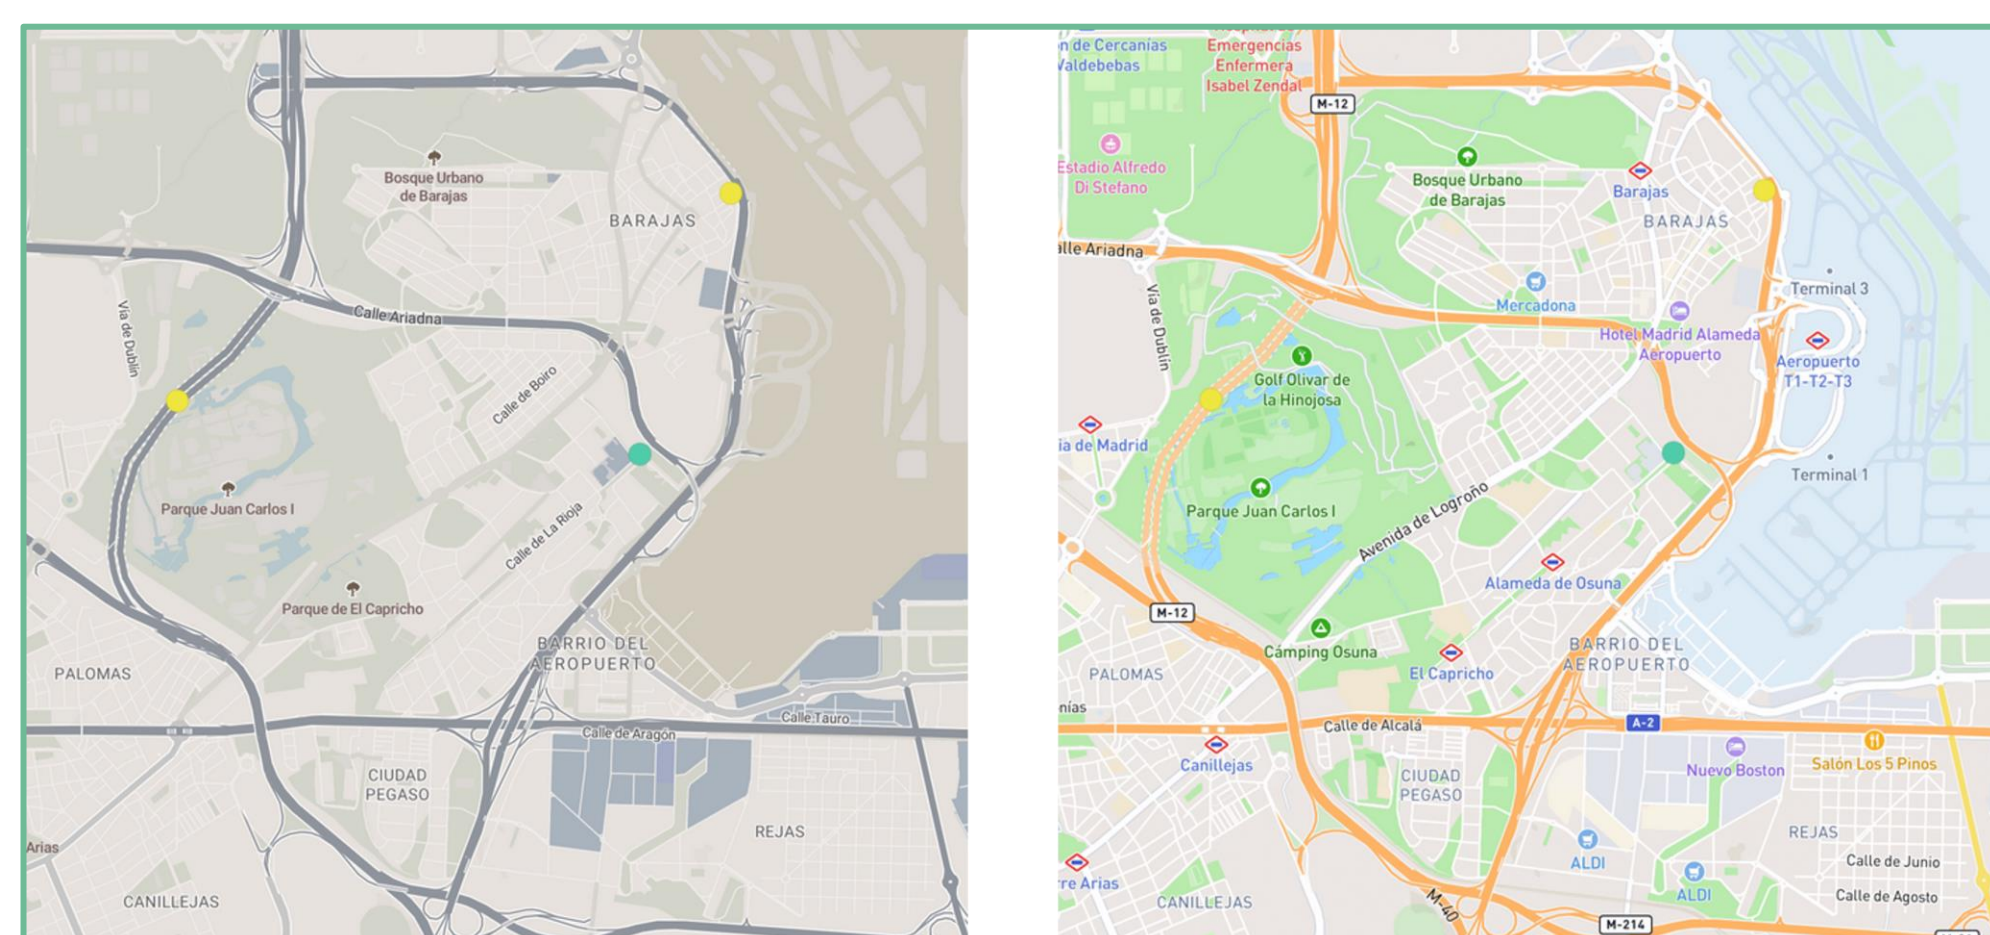 Bosque Urbano
de Barajas
BARAJAS
Vía de Dublín
Calle Ariadna
Calle de Boiro
Parque Juan Carlos I
Calle de La Rioja
Parque de El Capricho
BARRIO DEL
AEROPUERTO
PALOMAS
Calle Tauro
Calle de Aragón
CIUDAD
PEGASO
REJAS
Arias
CANILLEJAS
n de Cercanías
Valdebebas
Emergencias
Enfermera
Isabel Zendal
M-12
Estadio Alfredo
Di Stefano
Bosque Urbano
de Barajas
Barajas
BARAJAS
alle Ariadna
Vía de Dublín
Mercadona
Terminal 3
Hotel Madrid Alameda
Aeropuerto
Aeropuerto
T1-T2-T3
Golf Olivar de
la Hinojosa
ia de Madrid
Terminal 1
Parque Juan Carlos I
Avenida de Logroño
Alameda de Osuna
M-12
Cámping Osuna
BARRIO DEL
AEROPUERTO
PALOMAS
El Capricho
nías
Calle de Alcalá
A-2
Canillejas
Nuevo Boston
Salón Los 5 Pinos
CIUDAD
PEGASO
REJAS
ALDI
Calle de Junio
rre Arias
ALDI
Calle de Agosto
CANILLEJAS
M-40
M-214